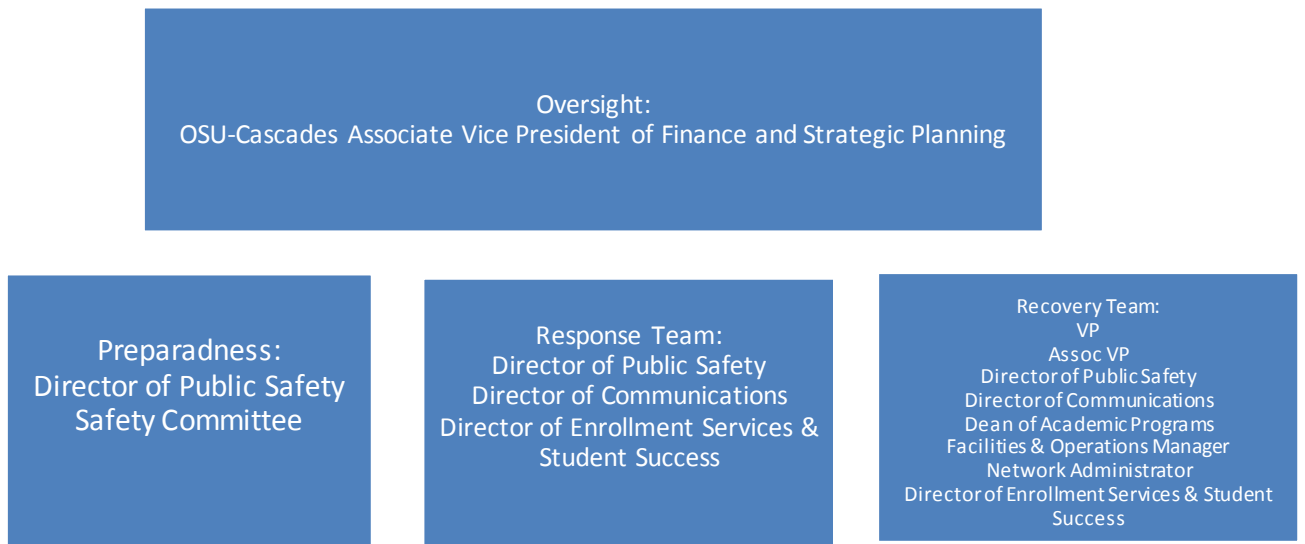 Oversight:
OSU-Cascades Associate Vice President of Finance and Strategic Planning
Preparadness:
Director of Public Safety
Safety Committee
Response Team:
Director of Public Safety
Director of Communications
Director of Enrollment Services &
Student Success
Recovery Team:
VP
Assoc VP
Director of Public Safety
Director of Communications
Dean of Academic Programs
Facilities & Operations Manager
Network Administrator
Director of Enrollment Services & Student
Success